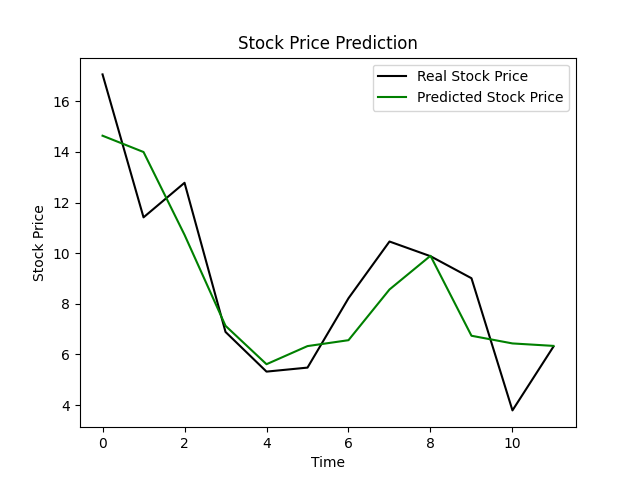 Stock Price Prediction
Real Stock Price
Predicted Stock Price
Stock Price
16
14
12
10
8
6
4
0 2 4 6 8 10
Time